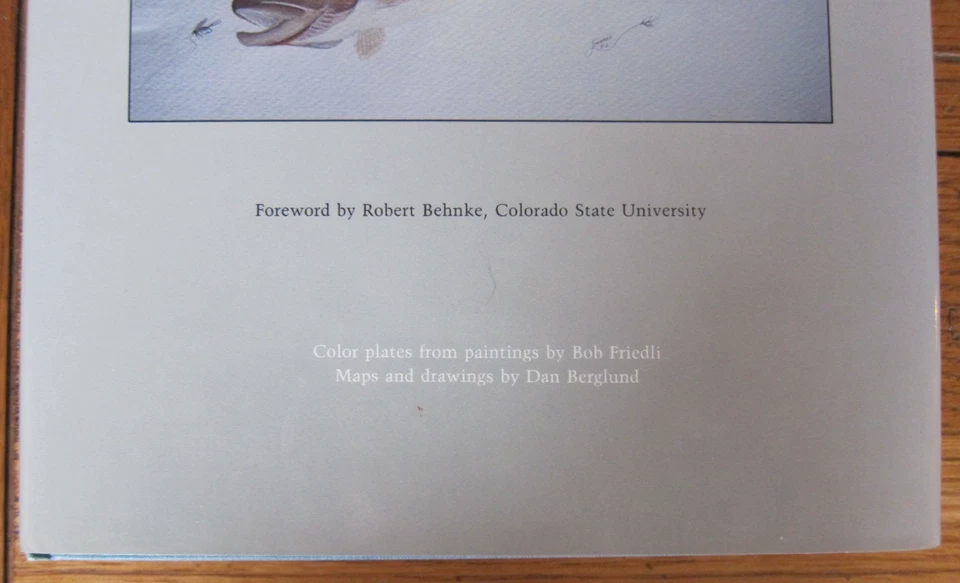 Foreword by Robert Behnke, Colorado State University
Color plates from paintings by Bob Friedli
Maps and drawings by Dan Berglund